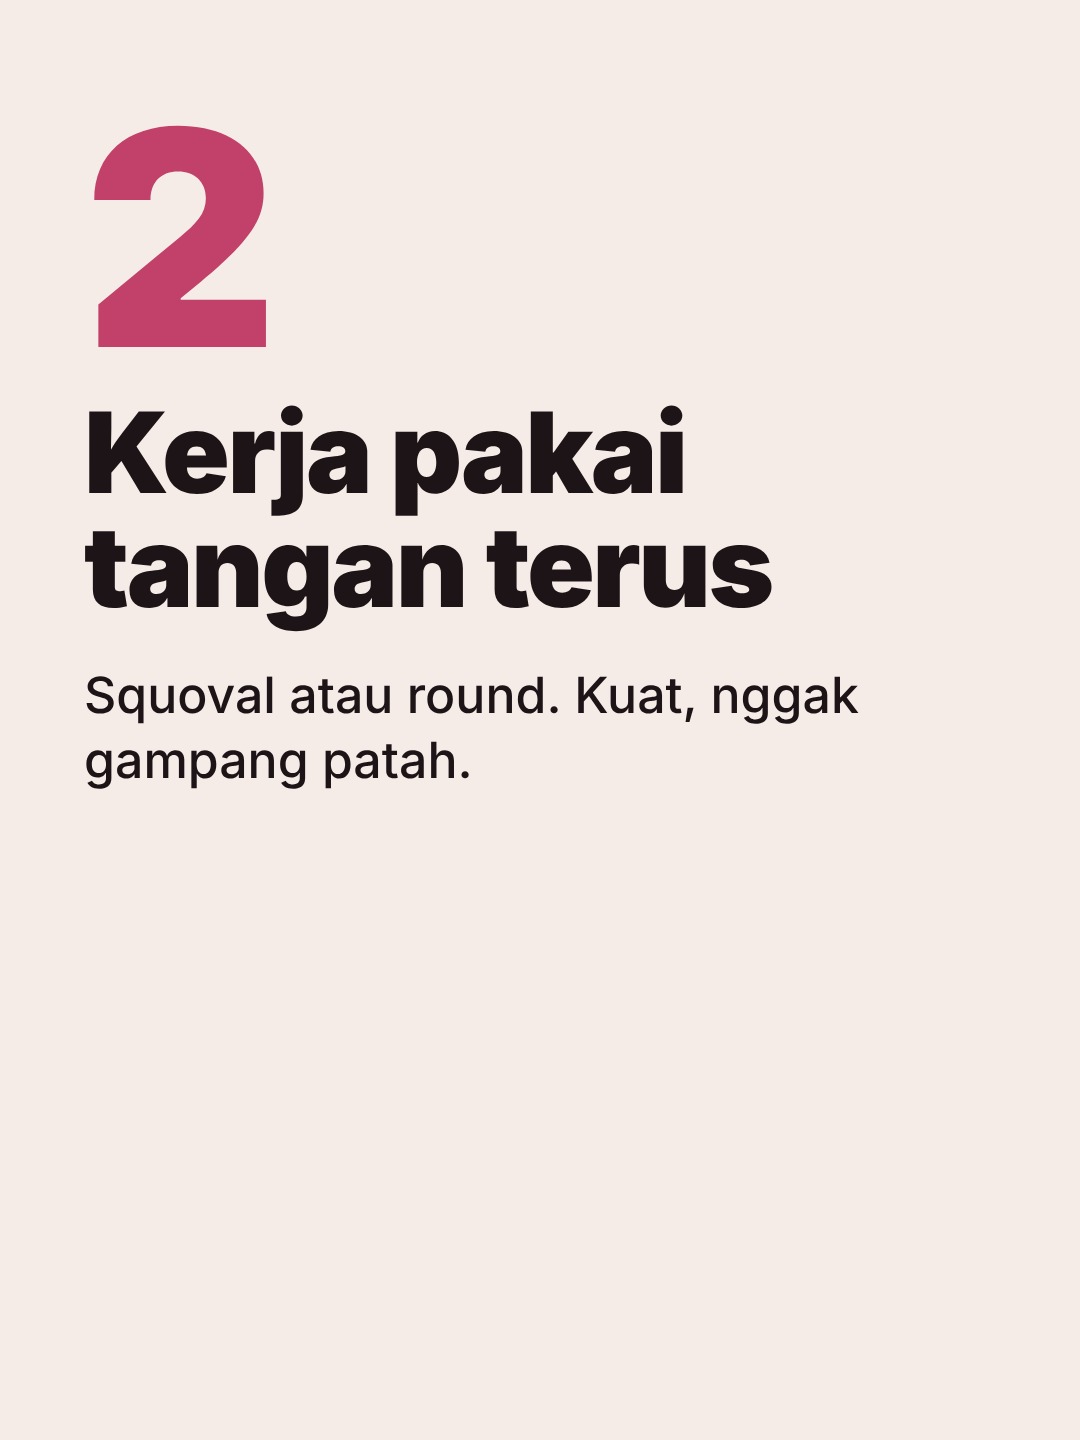 2
Kerja pakai
tangan terus
Squoval atau round. Kuat, nggak
gampang patah.